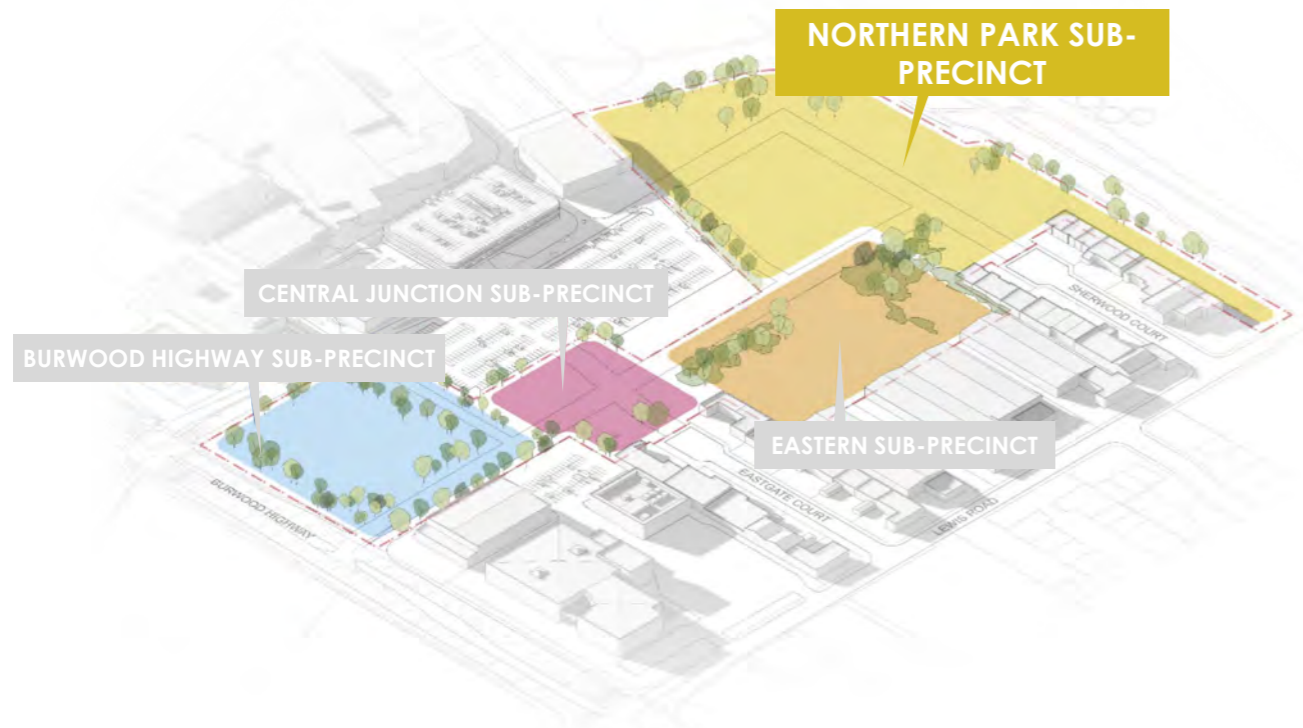 NORTHERN PARK SUB-
PRECINCT
CENTRAL JUNCTION SUB-PRECINCT
SHERWOOD COURT
BURWOOD HIGHWAY SUB-PRECINCT
EASTERN SUB-PRECINCT
EASTGATE COURT
BURWOOD HIGHWAY
LEWIS ROAD